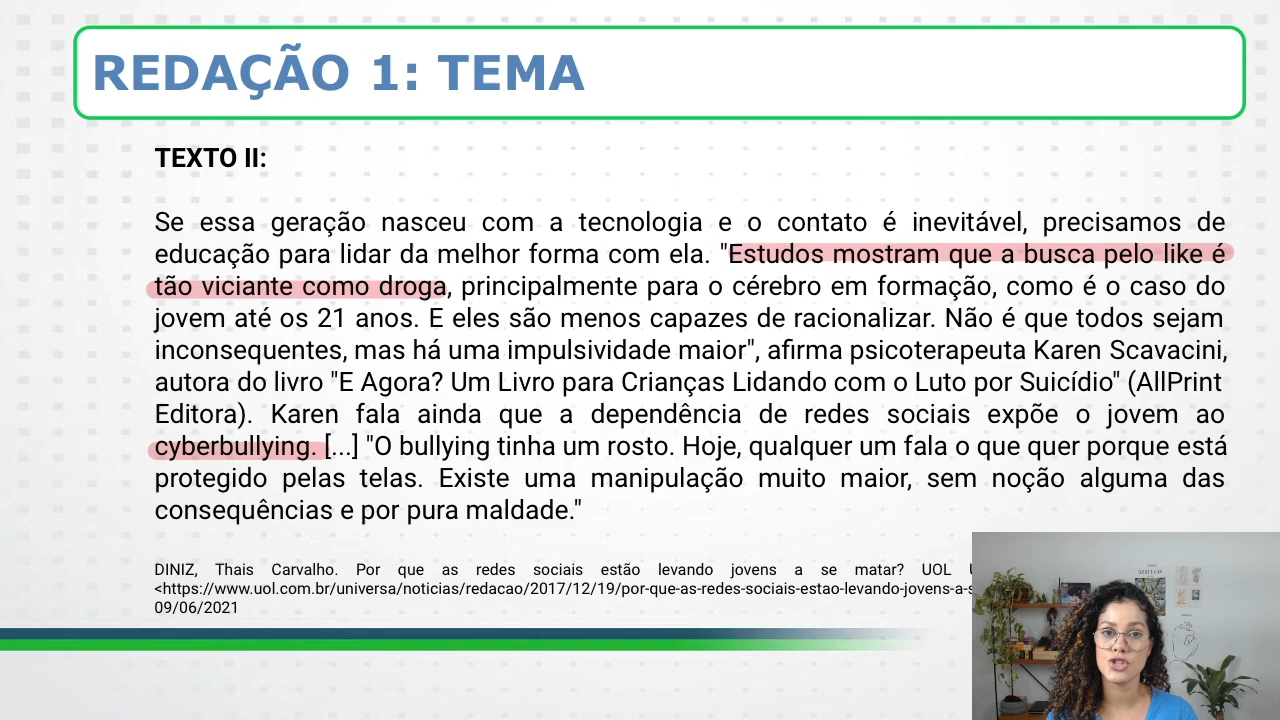 REDAÇÃO 1: TEMA
TEXTO II:
Se essa geração nasceu com a tecnologia e o contato é inevitável, precisamos de
educação para lidar da melhor forma com ela. "Estudos mostram que a busca pelo like é
tão viciante como droga, principalmente para o cérebro em formação, como é o caso do
jovem até os 21 anos. E eles são menos capazes de racionalizar. Não é que todos sejam
inconsequentes, mas há uma impulsividade maior", afirma psicoterapeuta Karen Scavacini,
autora do livro "E Agora? Um Livro para Crianças Lidando com o Luto por Suicídio" (AllPrint
Editora). Karen fala ainda que a dependência de redes sociais expõe o jovem ao
cyberbullying. [...] "O bullying tinha um rosto. Hoje, qualquer um fala o que quer porque está
protegido pelas telas. Existe uma manipulação muito maior, sem noção alguma das
consequências e por pura maldade."
DINIZ, Thais Carvalho. Por que as redes sociais estão levando jovens a se matar? UOL
<https://www.uol.com.br/universa/noticias/redacao/2017/12/19/por-que-as-redes-sociais-estao-levando-jovens-a-s
09/06/2021